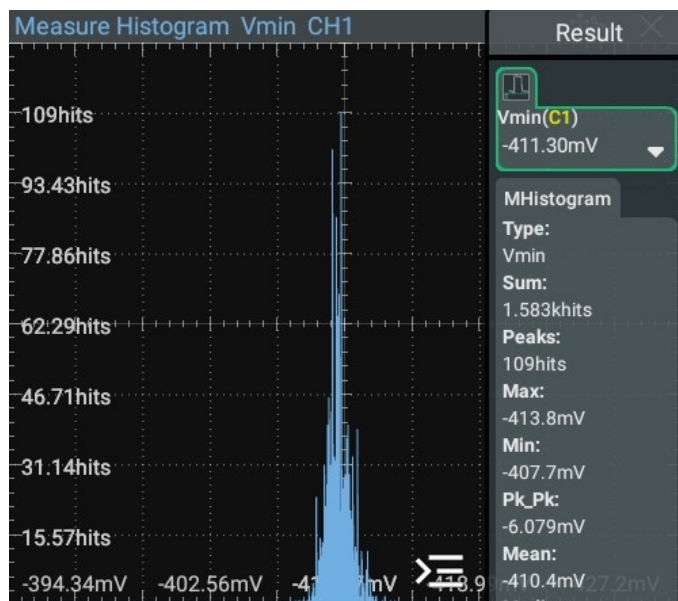 Measure Histogram Vmin CH1
109hits
93.43hits
77.86hits
62.29hits
46.71hits
31.14hits
15.57hits
-394.34mV -402.56mV
Result
Vmin(C1)
-411.30mV
MHistogram
Type:
Vmin
Sum:
1.583khits
Peaks:
109hits
Max:
-413.8mV
Min:
-407.7mV
Pk_Pk:
-6.079mV
Mean:
-410.4mV